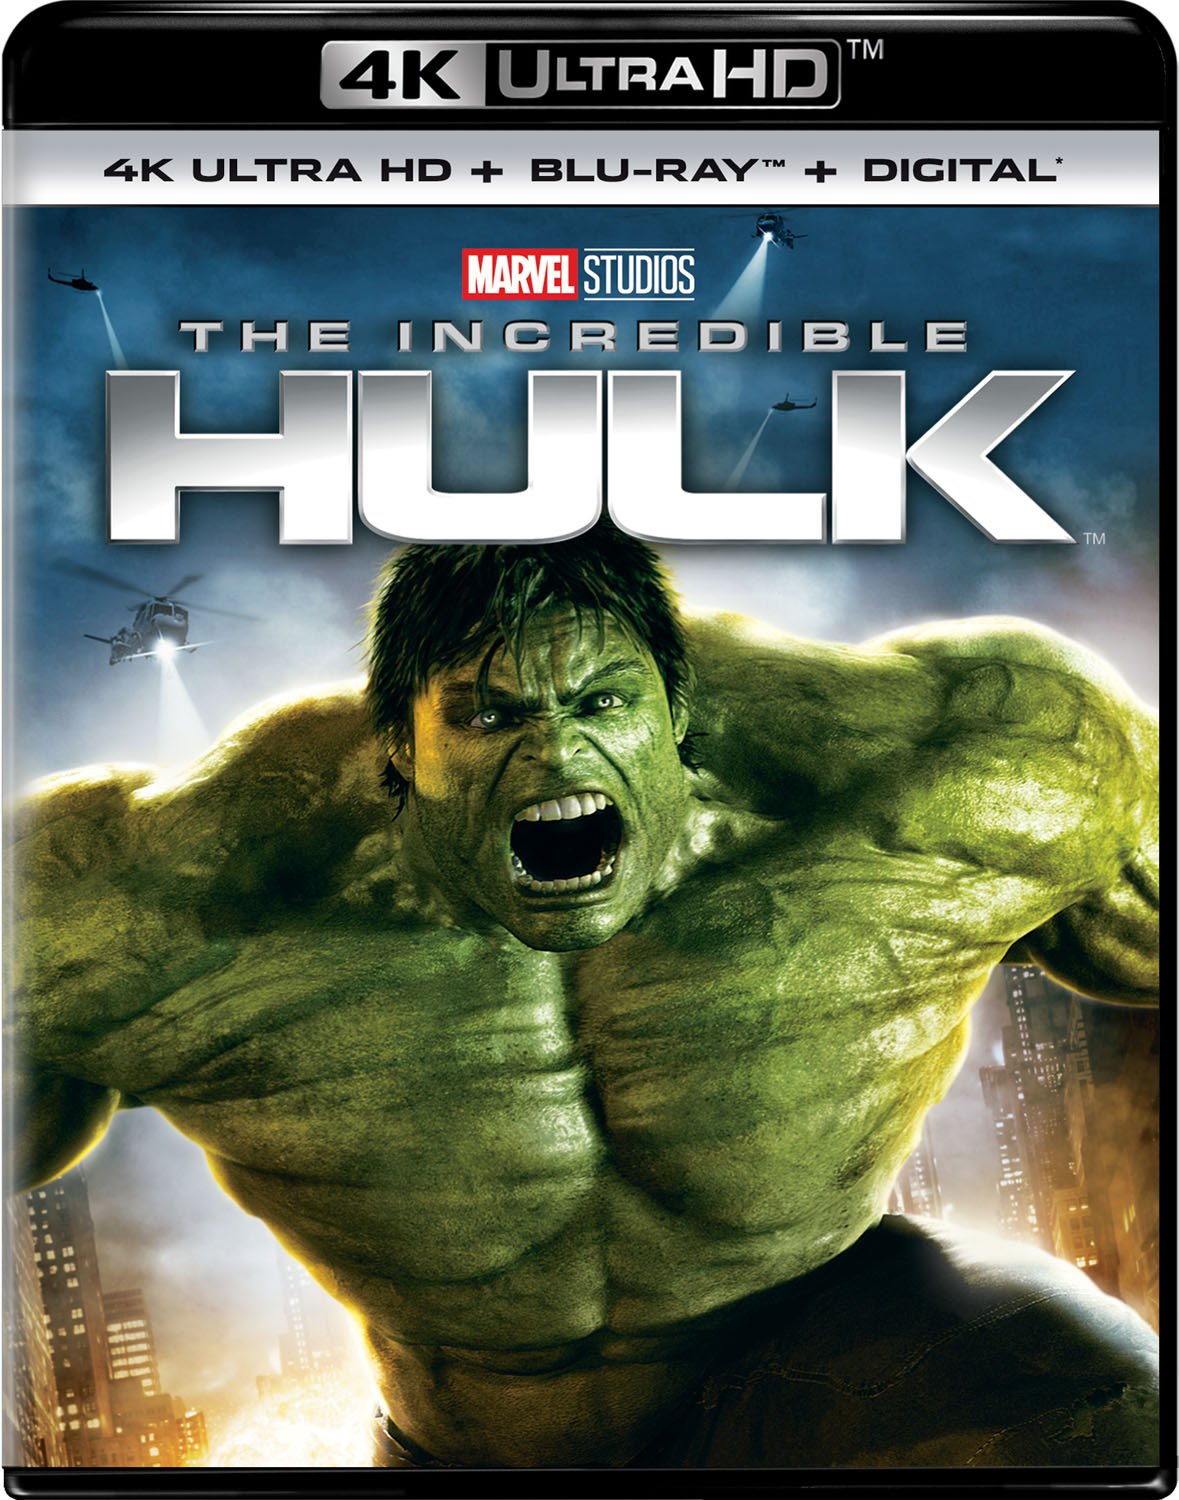 4K ULTRA HD™
4K ULTRA HD + BLU-RAY™ + DIGITAL*
MARVEL STUDIOS
THE INCREDIBLE
HULK™